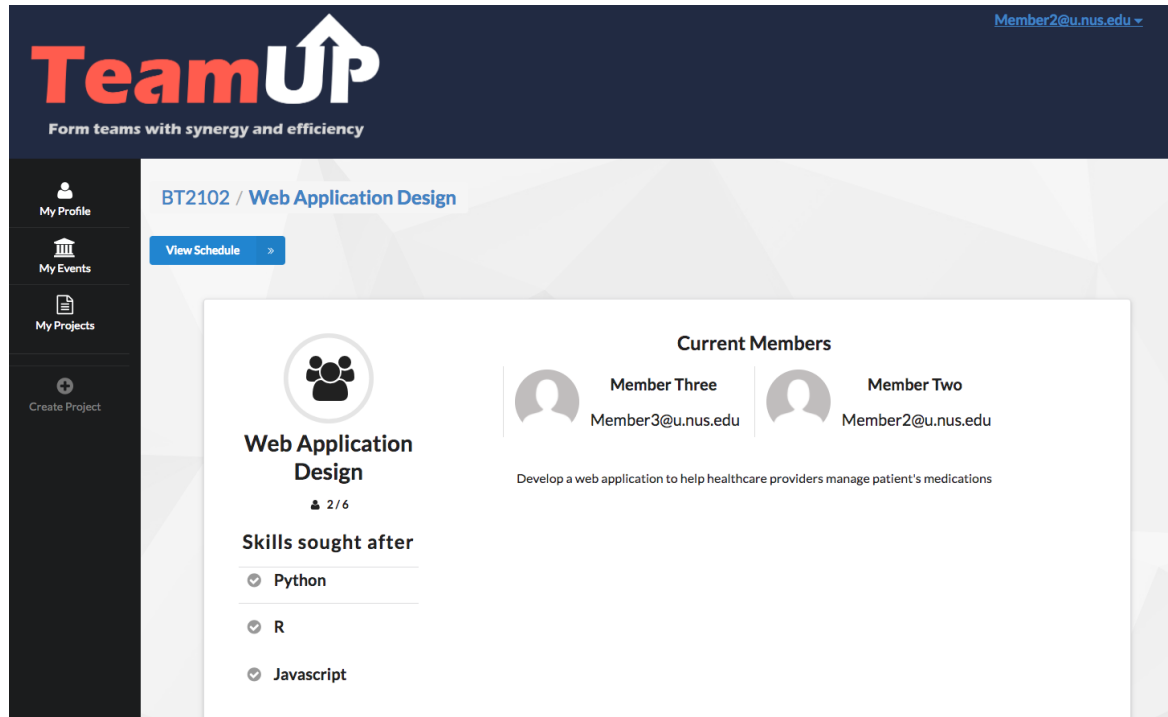 Member2@u.nus.edu
TeamUP
Form teams with synergy and efficiency
My Profile
My Events
My Projects
Create Project
BT2102 / Web Application Design
View Schedule »
Web Application
Design
2/6
Skills sought after
Python
R
Javascript
Current Members
Member Three
Member3@u.nus.edu
Member Two
Member2@u.nus.edu
Develop a web application to help healthcare providers manage patient's medications